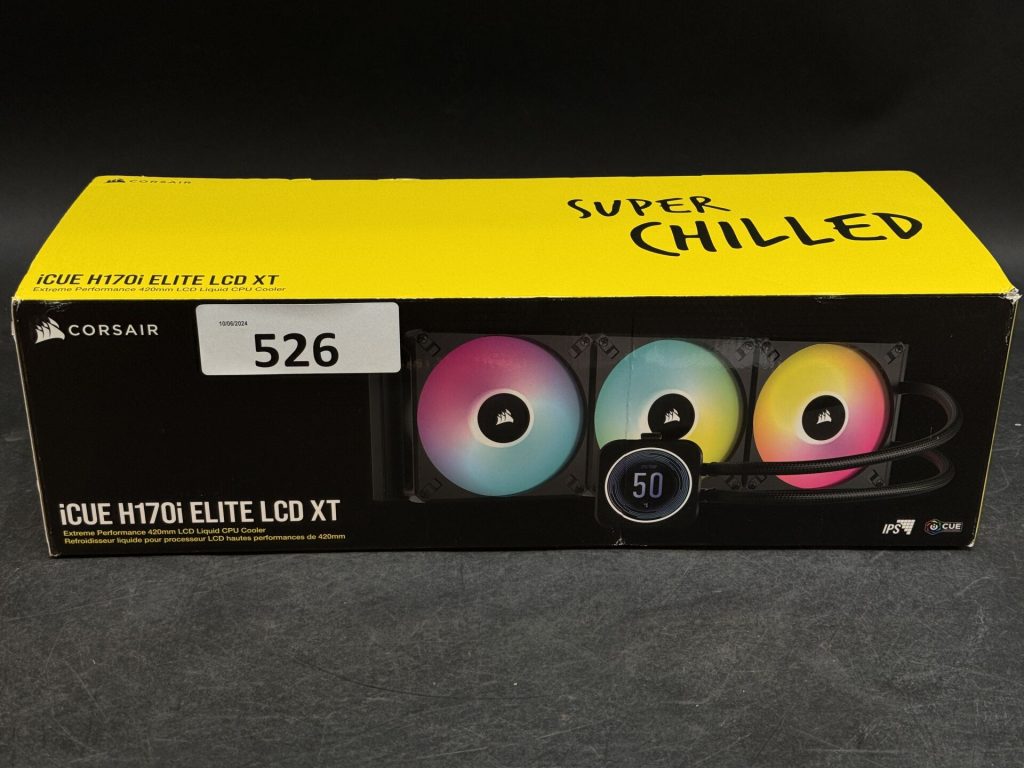 CORSAIR
SUPER
CHILLED
iCUE H170i ELITE LCD XT
Extreme Performance 420mm LCD Liquid CPU Cooler
CORSAIR
10/06/2024
526
50
iCUE H170i ELITE LCD XT
Extreme Performance 420mm LCD Liquid CPU Cooler
Refroidisseur liquide pour processeur LCD hautes performances de 420mm
IPS
CUE